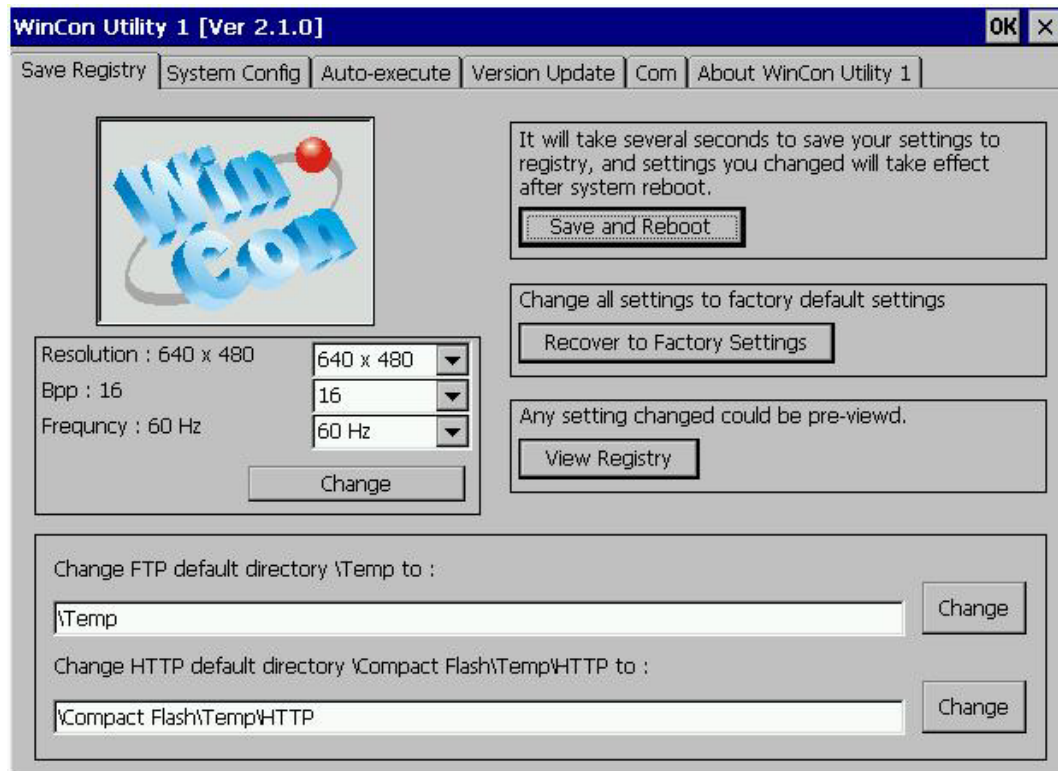 WinCon Utility 1 [Ver 2.1.0]
OK
Save Registry
System Config
Auto-execute
Version Update
Com
About WinCon Utility 1
Win
Con
Resolution : 640 x 480
640 x 480
Bpp : 16
16
Frequncy : 60 Hz
60 Hz
Change
It will take several seconds to save your settings to
registry, and settings you changed will take effect
after system reboot.
Save and Reboot
Change all settings to factory default settings
Recover to Factory Settings
Any setting changed could be pre-viewd.
View Registry
Change FTP default directory \Temp to :
\Temp
Change
Change HTTP default directory \Compact Flash\Temp\HTTP to :
\Compact Flash\Temp\HTTP
Change